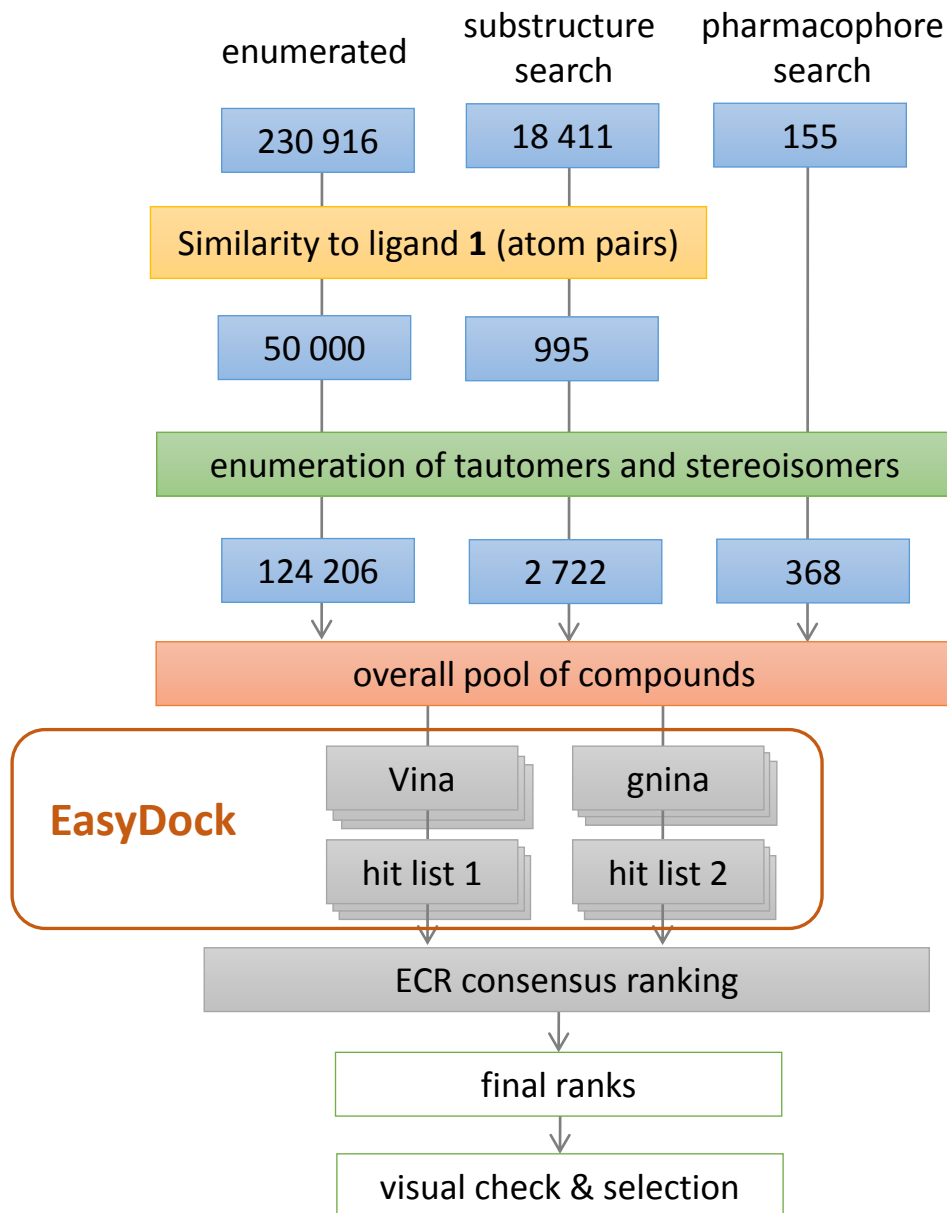 enumerated
substructure
search
pharmacophore
search
230 916
18 411
155
Similarity to ligand 1 (atom pairs)
50 000
995
enumeration of tautomers and stereoisomers
124 206
2 722
368
overall pool of compounds
EasyDock
Vina
gnina
hit list 1
hit list 2
ECR consensus ranking
final ranks
visual check & selection